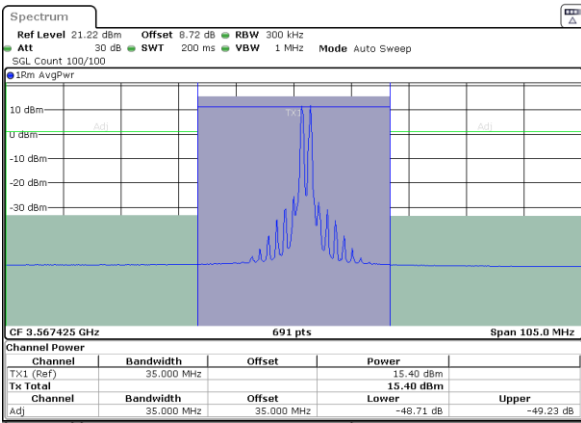 Spectrum
Ref Level 21.22 dBm Offset 8.72 dB RBW 300 kHz
Att 30 dB SWT 200 ms VBW 1 MHz Mode Auto Sweep
SGL Count 100/100
1Rm AvgPwr
10 dBm
TX1
Adj Adj
0 dBm
-10 dBm
-20 dBm
-30 dBm
CF 3.567425 GHz 691 pts Span 105.0 MHz
Channel Power
Channel Bandwidth Offset Power
TX1 (Ref) 35.000 MHz 15.40 dBm
Tx Total 15.40 dBm
Channel Bandwidth Offset Lower Upper
Adj 35.000 MHz 35.000 MHz -48.71 dB -49.23 dB